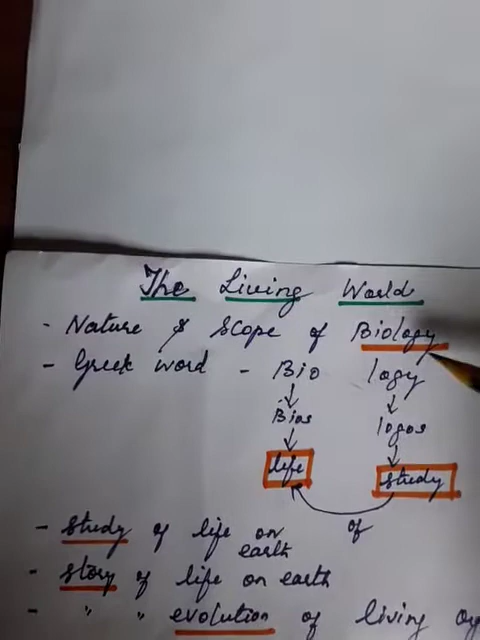 The Living World
- Nature & Scope of Biology
- Greek word - Bio logy
Bios logos
life study
of
- study of life on earth
- story of life on earth
- " " evolution of living org